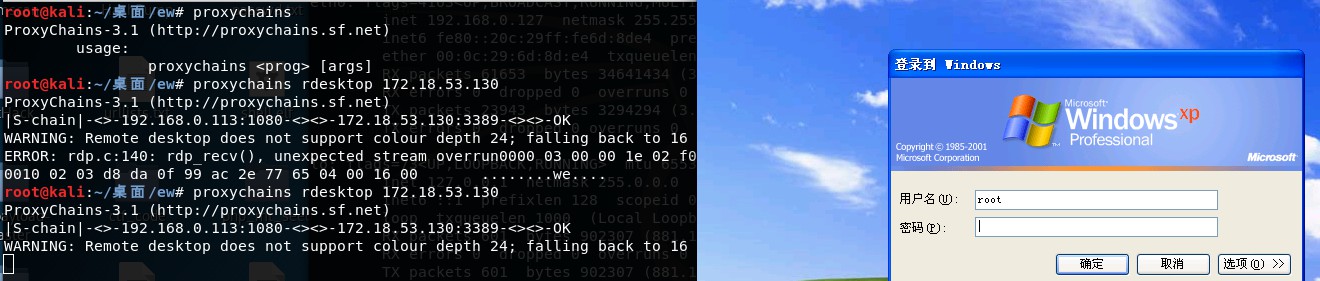 root@kali:~/桌面/ew# proxychains
ProxyChains-3.1 (http://proxychains.sf.net)
usage:
proxychains <prog> [args]
root@kali:~/桌面/ew# proxychains rdesktop 172.18.53.130
ProxyChains-3.1 (http://proxychains.sf.net)
|S-chain|-<>-192.168.0.113:1080-<><>-172.18.53.130:3389-<><>-OK
WARNING: Remote desktop does not support colour depth 24; falling back to 16
ERROR: rdp.c:140: rdp_recv(), unexpected stream overrun0000 03 00 00 1e 02 f0
0010 02 03 d8 da 0f 99 ac 2e 77 65 04 00 16 00 ........we....
root@kali:~/桌面/ew# proxychains rdesktop 172.18.53.130
ProxyChains-3.1 (http://proxychains.sf.net)
|S-chain|-<>-192.168.0.113:1080-<><>-172.18.53.130:3389-<><>-OK
WARNING: Remote desktop does not support colour depth 24; falling back to 16
登录到 Windows
Microsoft®
Windows xp
Professional
Copyright © 1985-2001
Microsoft Corporation
Microsoft
用户名(U):
root
密码(P):
确定
取消
选项(O) >>